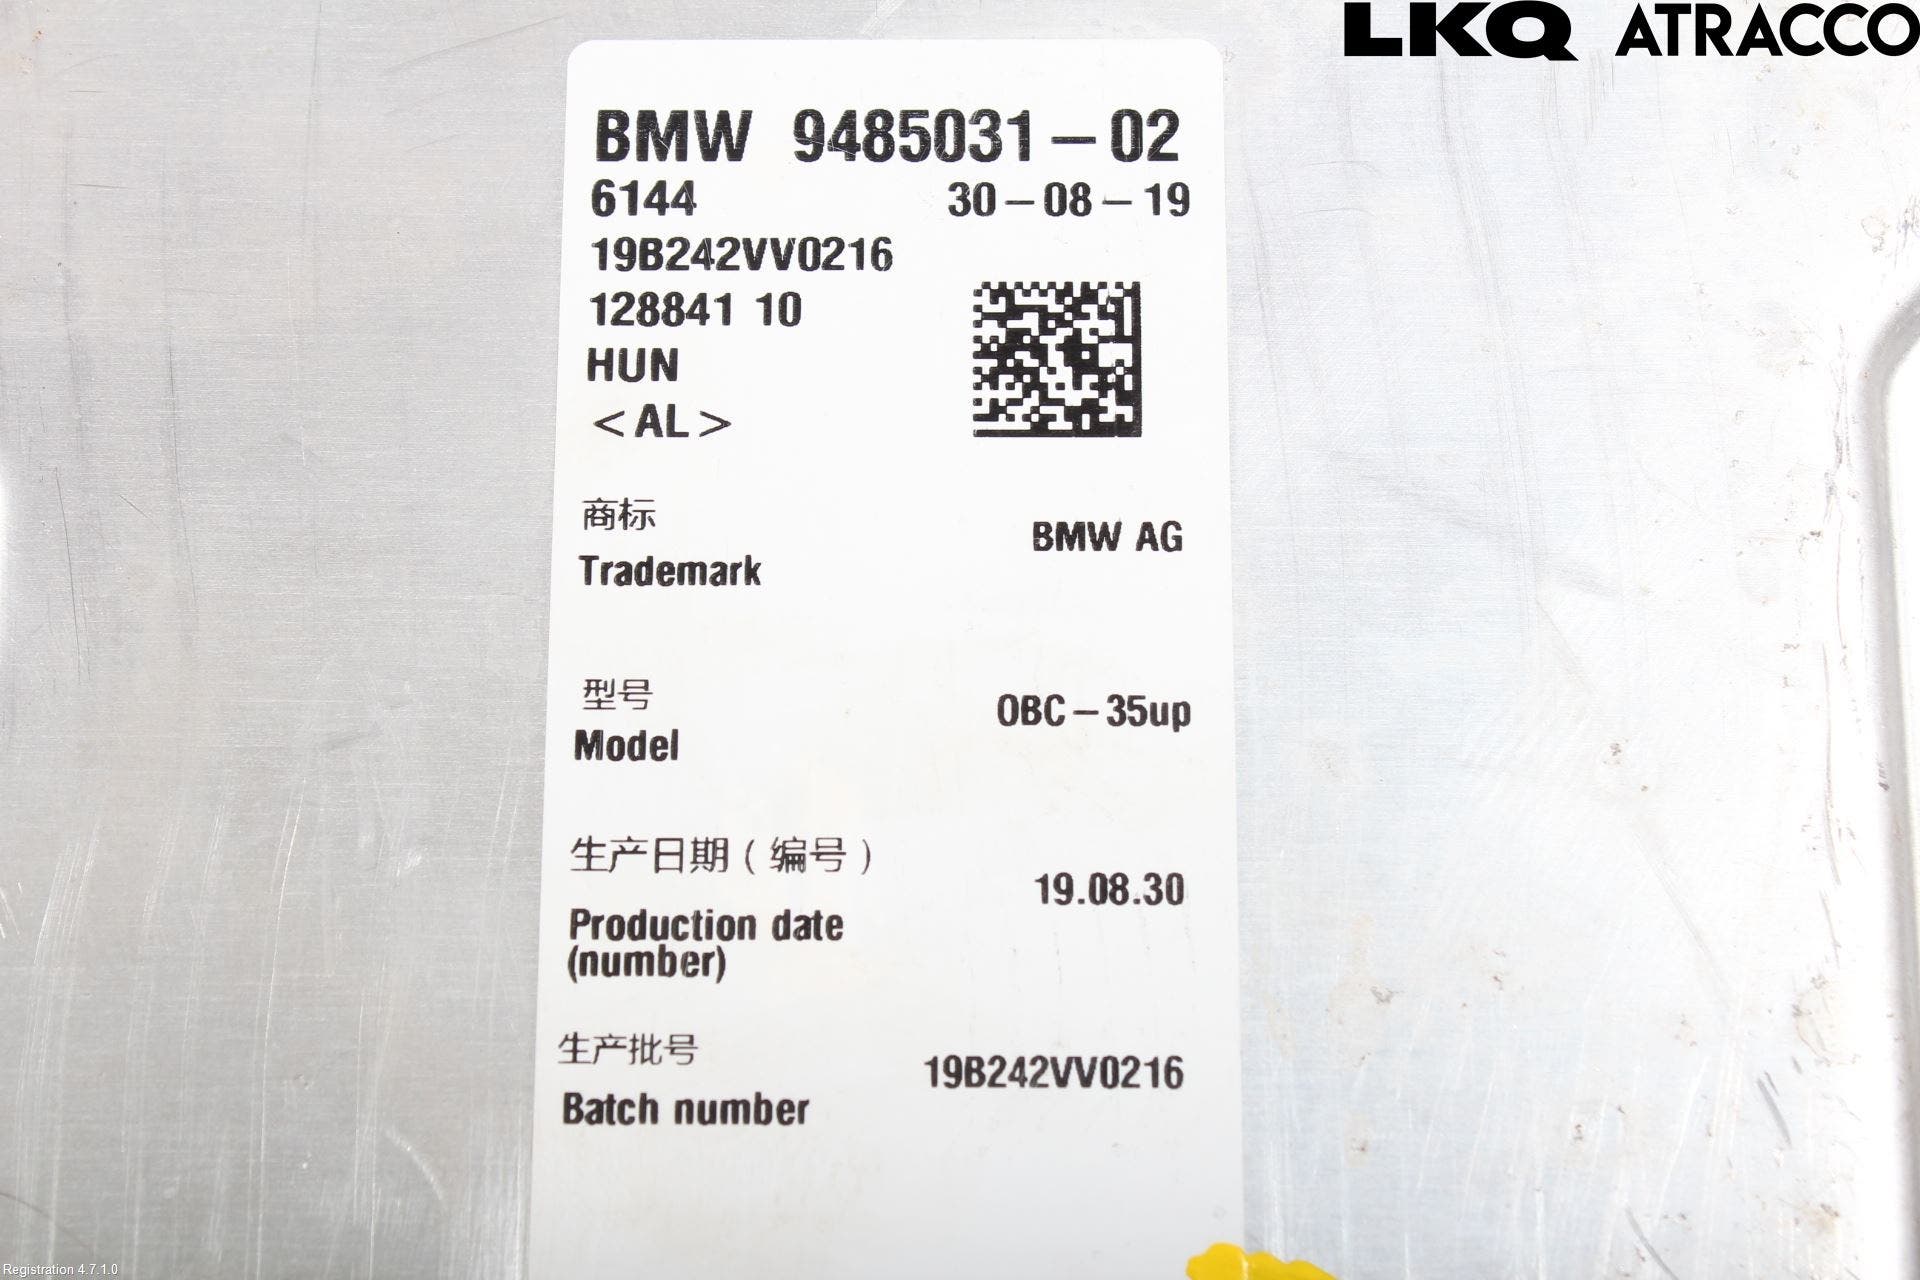 LKQ ATRACCO
BMW 9485031-02
6144 30-08-19
19B242VV0216
128841 10
HUN
<AL>
商标
BMW AG
Trademark
型号
OBC-35up
Model
生产日期(编号)
19.08.30
Production date
(number)
生产批号
19B242VV0216
Batch number
Registration 4.7.1.0